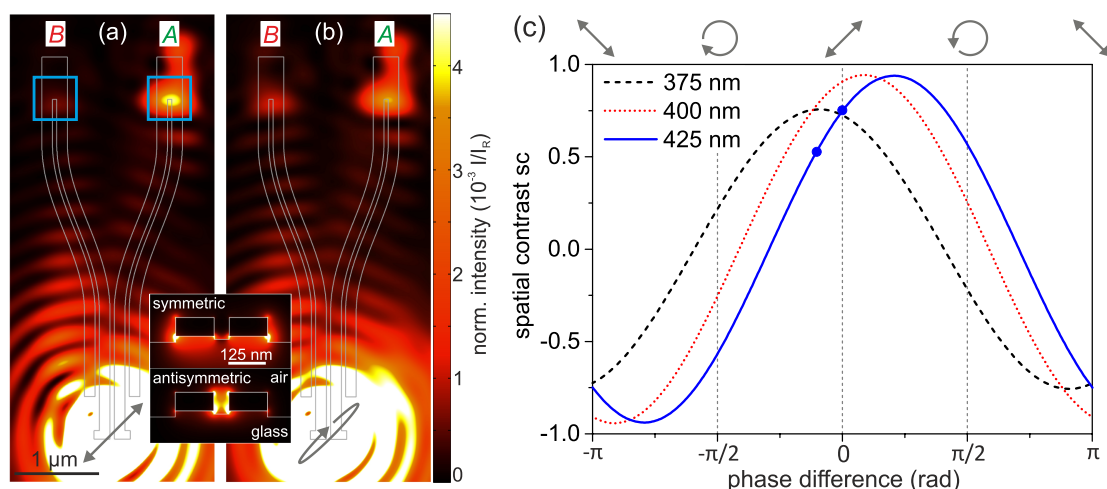 B (a) A
B (b) A
symmetric
125 nm
antisymmetric air
glass
1 µm
4
3
2
1
0
norm. intensity (10⁻³ I/I_R)
(c)
1.0
0.5
0.0
-0.5
-1.0
spatial contrast sc
375 nm
400 nm
425 nm
-π -π/2 0 π/2 π
phase difference (rad)